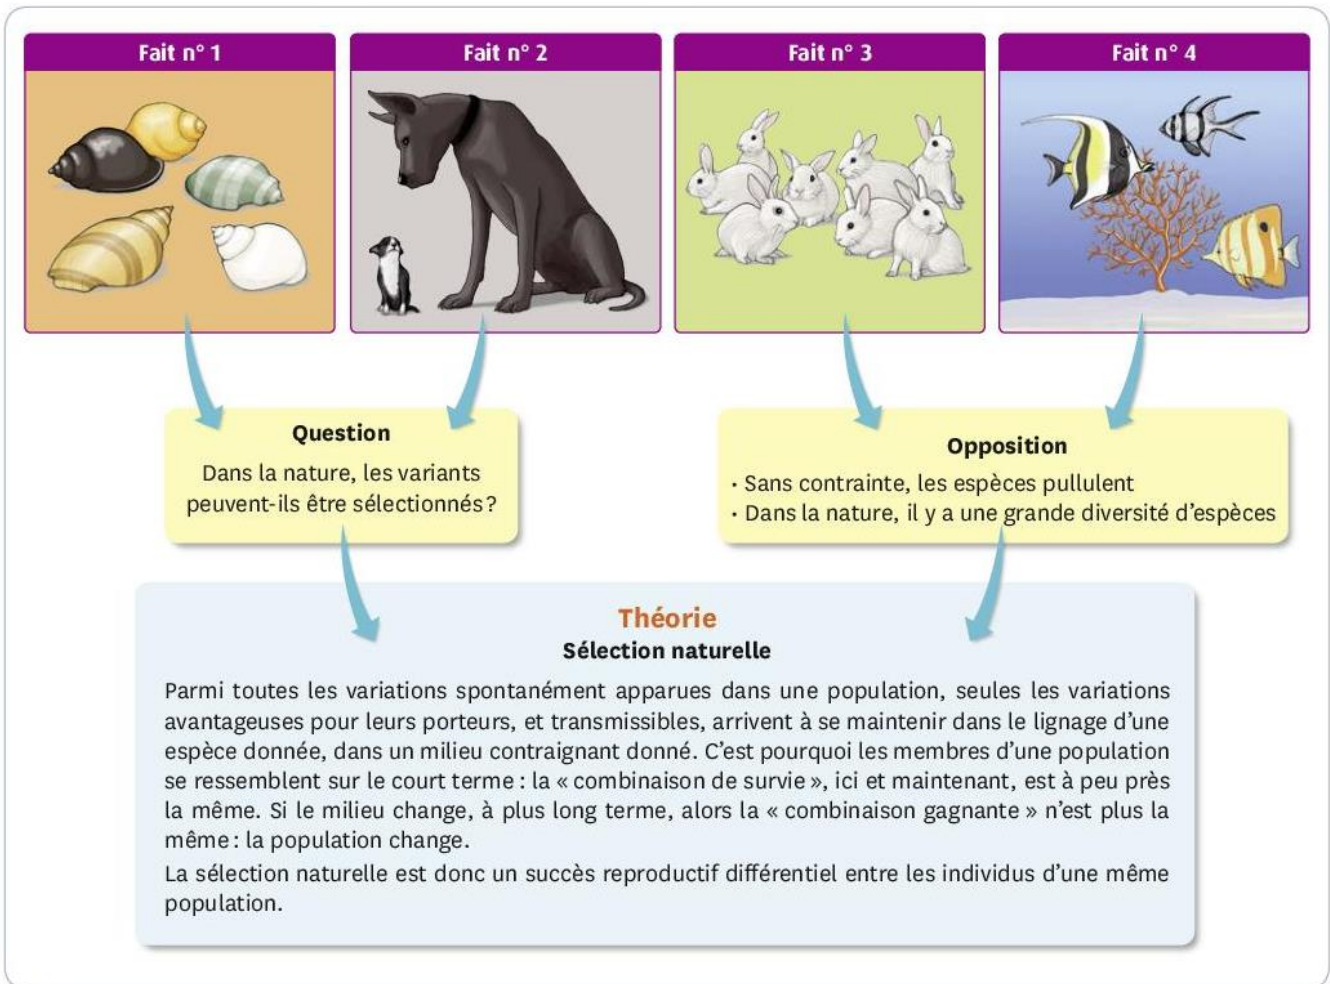 Fait n° 1
Fait n° 2
Fait n° 3
Fait n° 4
Question
Dans la nature, les variants
peuvent-ils être sélectionnés ?
Opposition
• Sans contrainte, les espèces pullulent
• Dans la nature, il y a une grande diversité d’espèces
Théorie
Sélection naturelle
Parmi toutes les variations spontanément apparues dans une population, seules les variations
avantageuses pour leurs porteurs, et transmissibles, arrivent à se maintenir dans le lignage d’une
espèce donnée, dans un milieu contraignant donné. C’est pourquoi les membres d’une population
se ressemblent sur le court terme : la « combinaison de survie », ici et maintenant, est à peu près
la même. Si le milieu change, à plus long terme, alors la « combinaison gagnante » n’est plus la
même : la population change.
La sélection naturelle est donc un succès reproductif différentiel entre les individus d’une même
population.